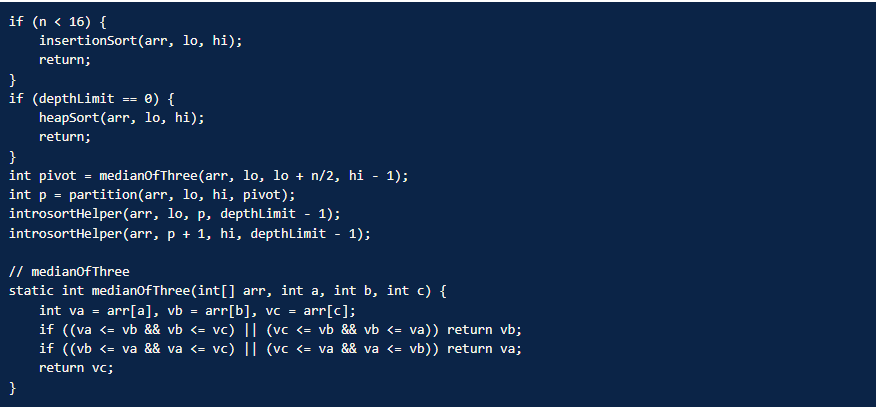 if (n < 16) {
    insertionSort(arr, lo, hi);
    return;
}
if (depthLimit == 0) {
    heapSort(arr, lo, hi);
    return;
}
int pivot = medianOfThree(arr, lo, lo + n/2, hi - 1);
int p = partition(arr, lo, hi, pivot);
introsortHelper(arr, lo, p, depthLimit - 1);
introsortHelper(arr, p + 1, hi, depthLimit - 1);

// medianOfThree
static int medianOfThree(int[] arr, int a, int b, int c) {
    int va = arr[a], vb = arr[b], vc = arr[c];
    if ((va <= vb && vb <= vc) || (vc <= vb && vb <= va)) return vb;
    if ((vb <= va && va <= vc) || (vc <= va && va <= vb)) return va;
    return vc;
}